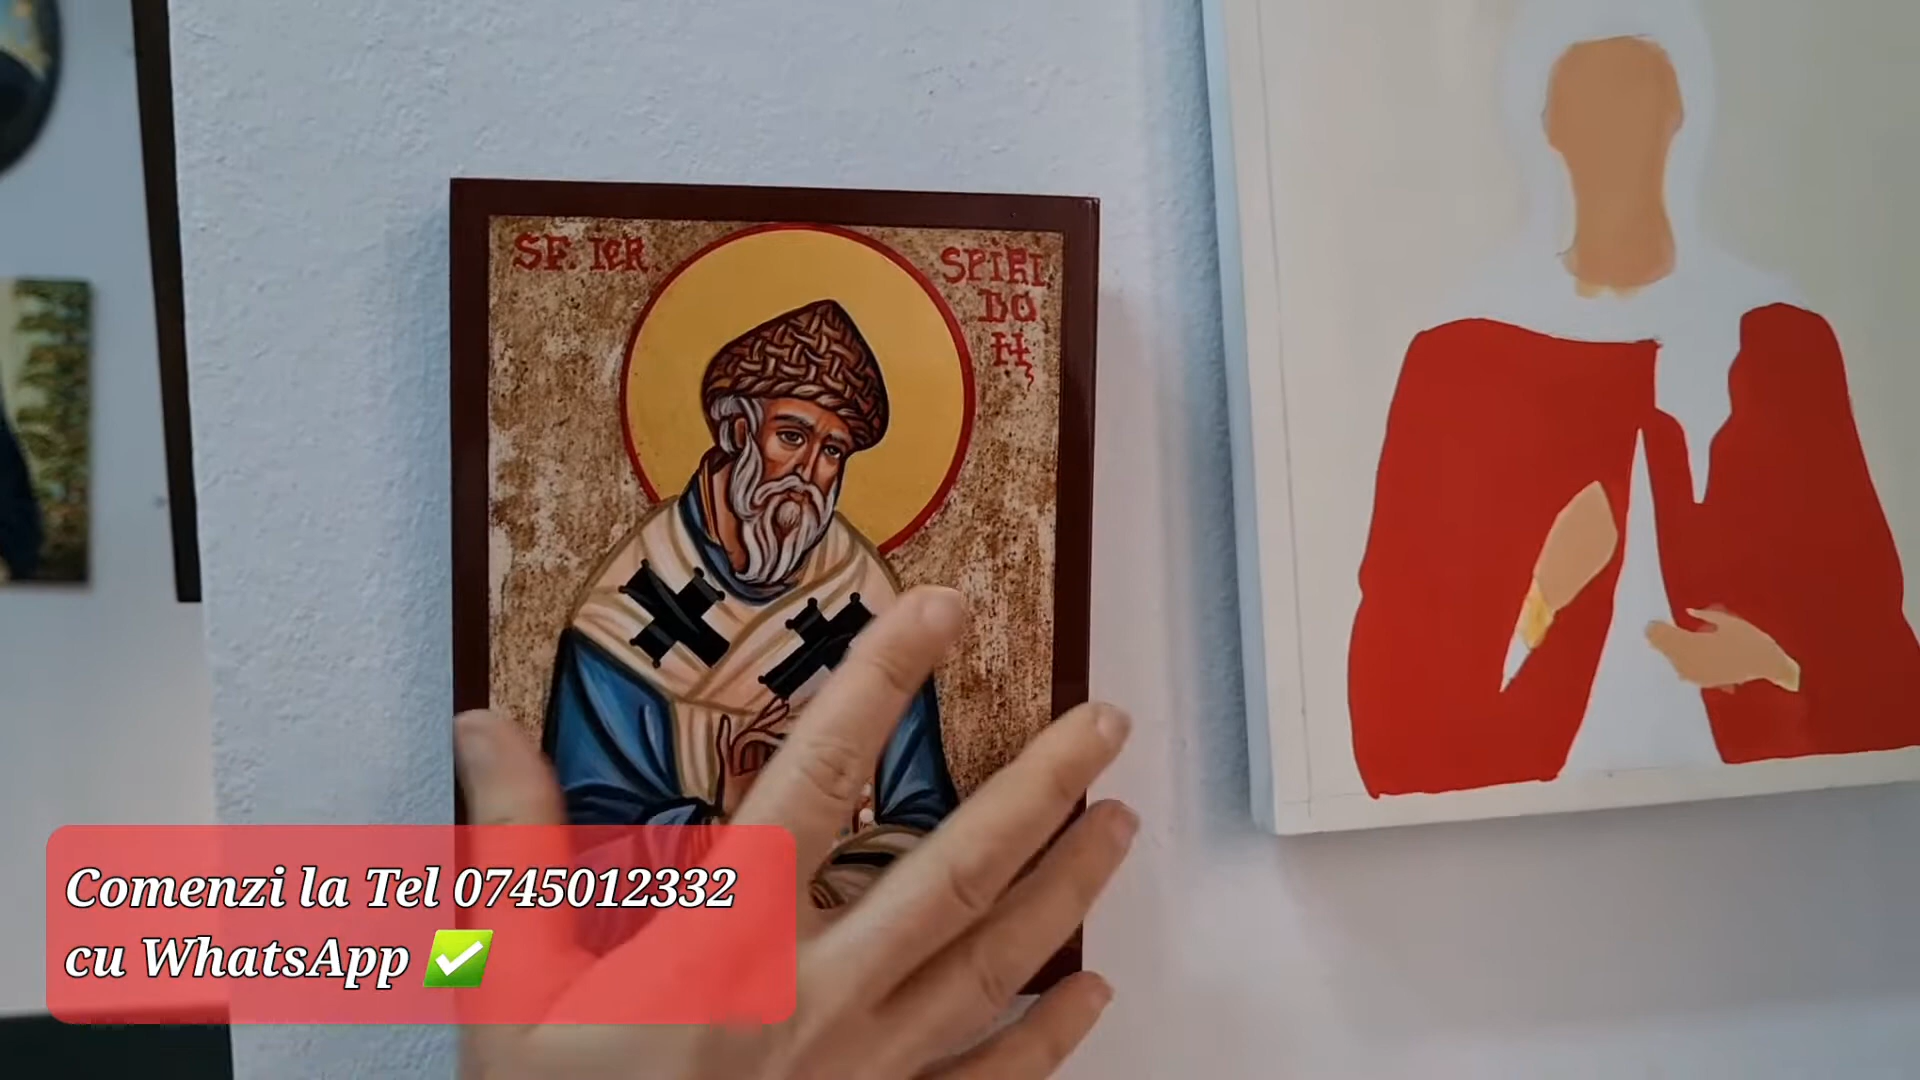 SF. IER.
SPIRI
DO
N
Comenzi la Tel 0745012332
cu WhatsApp ✅